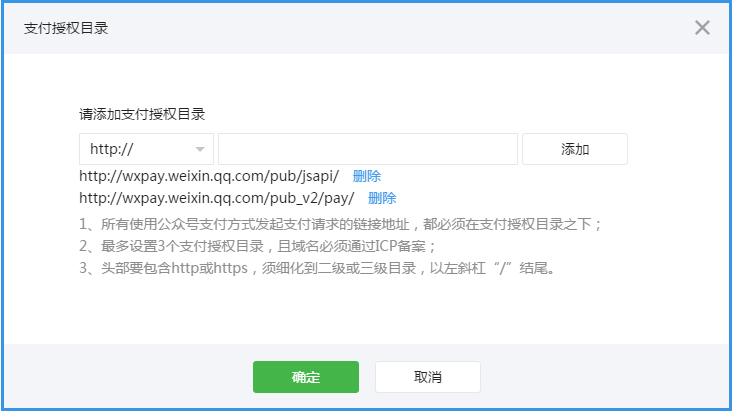 支付授权目录
请添加支付授权目录
http:// 添加
http://wxpay.weixin.qq.com/pub/jsapi/ 删除
http://wxpay.weixin.qq.com/pub_v2/pay/ 删除
1、所有使用公众号支付方式发起支付请求的链接地址，都必须在支付授权目录之下；
2、最多设置3个支付授权目录，且域名必须通过ICP备案；
3、头部要包含http或https，须细化到二级或三级目录，以左斜杠“/”结尾。
确定 取消